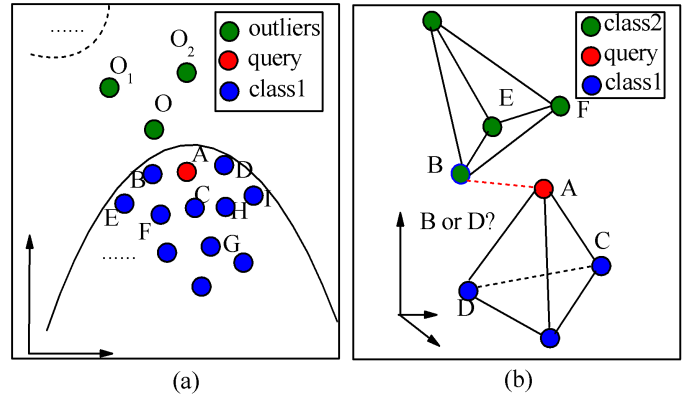 outliers
query
class1
......
O1
O2
O
A
B
D
C
I
E
F
H
G
......
(a)
class2
query
class1
E
F
B
A
B or D?
C
D
(b)